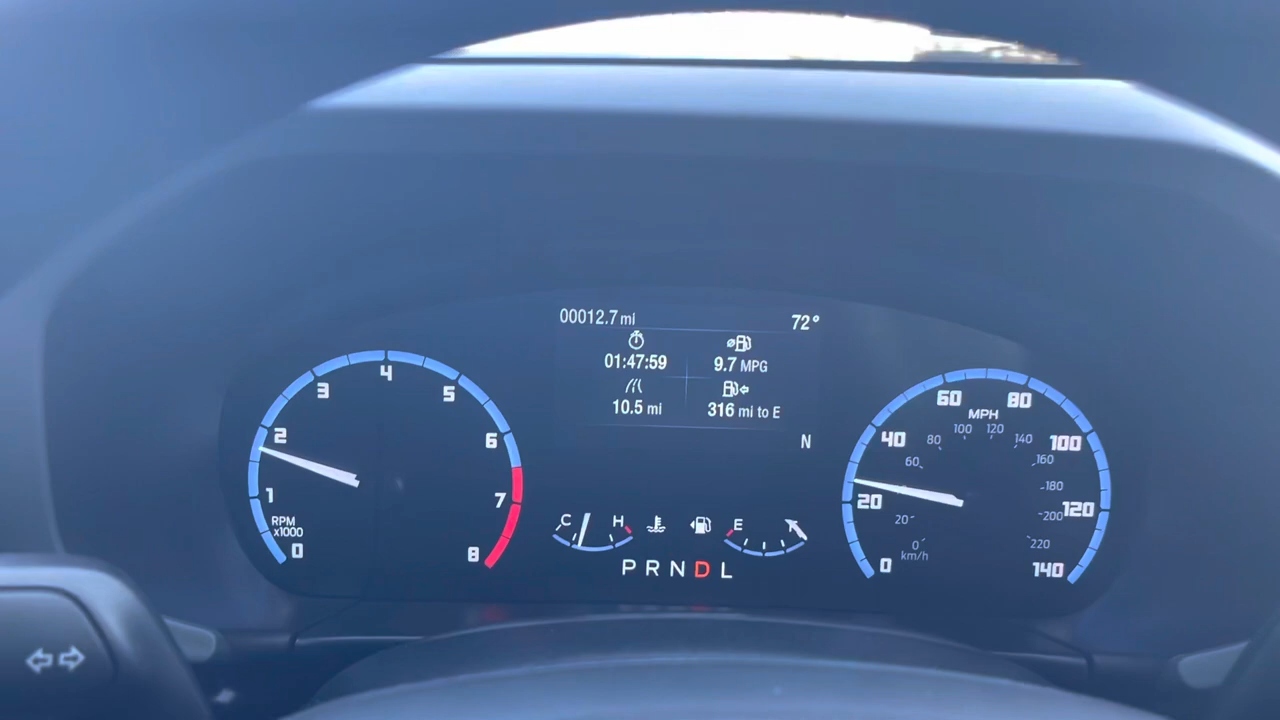 00012.7 mi 72°
01:47:59 9.7 MPG
10.5 mi 316 mi to E
N
0 1 2 3 4 5 6 7 8
RPM
x1000
C H E
P R N D L
0 20 40 60 80 100 120 140
MPH
0 20 60 80 100 120 140 160 180 200 220
km/h